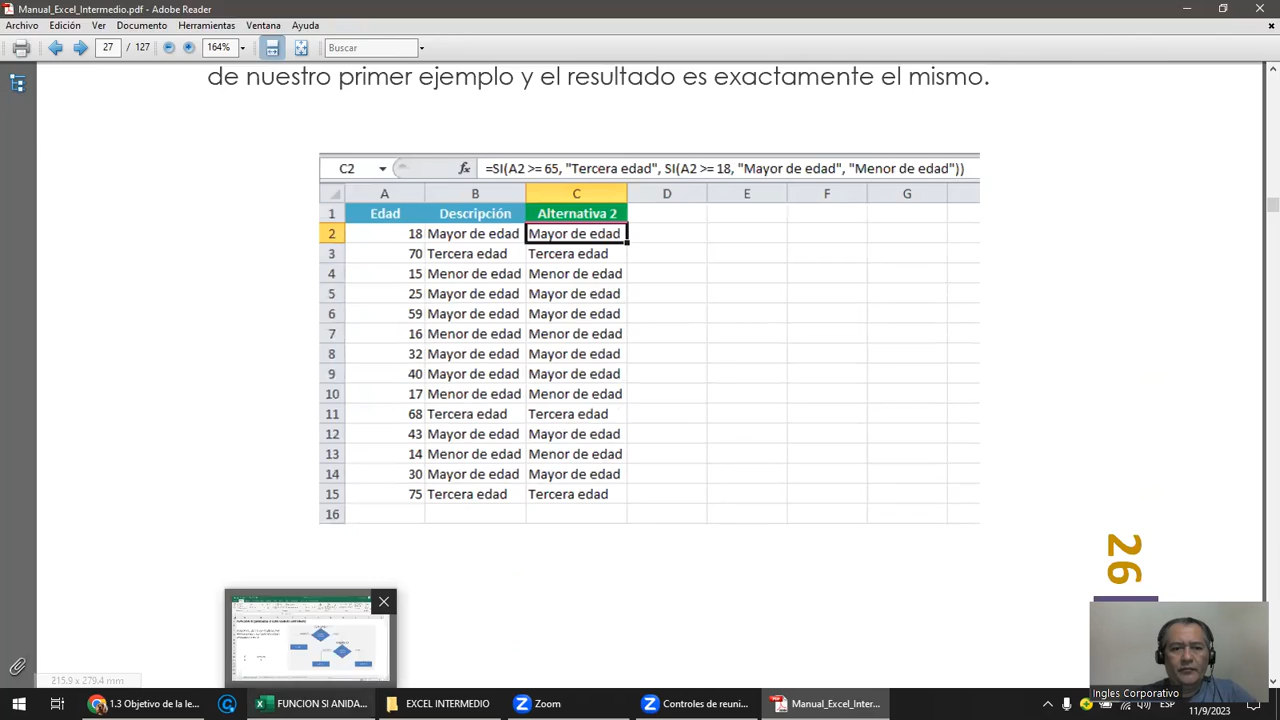 Manual_Excel_Intermedio.pdf - Adobe Reader
Archivo Edición Ver Documento Herramientas Ventana Ayuda
27 / 127 164% Buscar
de nuestro primer ejemplo y el resultado es exactamente el mismo.
C2 fx =SI(A2 >= 65, "Tercera edad", SI(A2 >= 18, "Mayor de edad", "Menor de edad"))
A B C D E F G
1 Edad Descripción Alternativa 2
2 18 Mayor de edad Mayor de edad
3 70 Tercera edad Tercera edad
4 15 Menor de edad Menor de edad
5 25 Mayor de edad Mayor de edad
6 59 Mayor de edad Mayor de edad
7 16 Menor de edad Menor de edad
8 32 Mayor de edad Mayor de edad
9 40 Mayor de edad Mayor de edad
10 17 Menor de edad Menor de edad
11 68 Tercera edad Tercera edad
12 43 Mayor de edad Mayor de edad
13 14 Menor de edad Menor de edad
14 30 Mayor de edad Mayor de edad
15 75 Tercera edad Tercera edad
16
26
215.9 x 279.4 mm
Ingles Corporativo
1.3 Objetivo de la le... FUNCION SI ANIDA... EXCEL INTERMEDIO Zoom Controles de reuni... Manual_Excel_Inter... ESP
11/9/2023